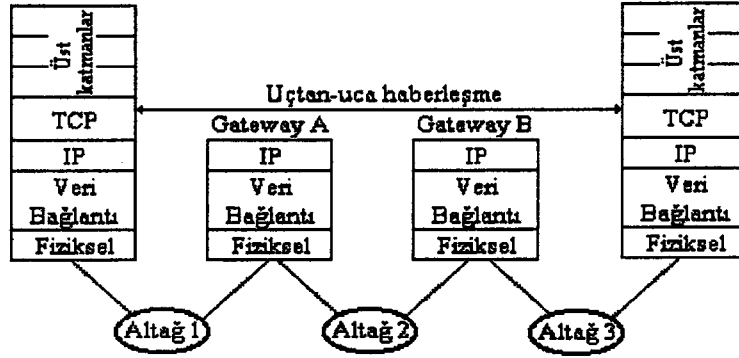 Üst
katmanlar
Üst
katmanlar
Uçtan-uca haberleşme
TCP
Gateway A
Gateway B
TCP
IP
IP
IP
IP
Veri
Bağlantı
Veri
Bağlantı
Veri
Bağlantı
Veri
Bağlantı
Fiziksel
Fiziksel
Fiziksel
Fiziksel
Altağ 1
Altağ 2
Altağ 3